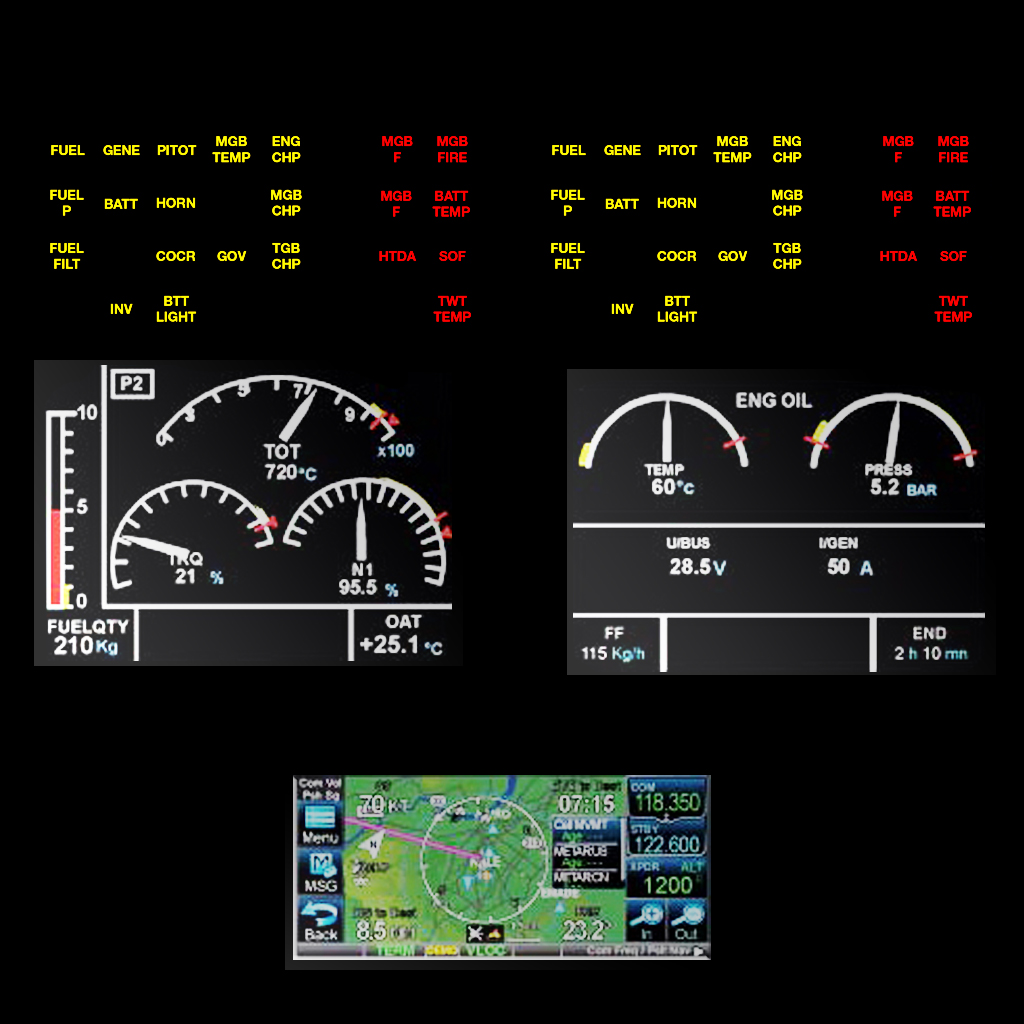 FUEL GENE PITOT MGB TEMP ENG CHP MGB F MGB FIRE
FUEL P BATT HORN MGB CHP MGB F BATT TEMP
FUEL FILT COCR GOV TGB CHP HTDA SOF
INV BTT LIGHT TWT TEMP
FUEL GENE PITOT MGB TEMP ENG CHP MGB F MGB FIRE
FUEL P BATT HORN MGB CHP MGB F BATT TEMP
FUEL FILT COCR GOV TGB CHP HTDA SOF
INV BTT LIGHT TWT TEMP
P2
10
5
0
0 3 5 7 9
x100
TOT
720°C
TRQ
21 %
N1
95.5 %
FUELQTY
210 Kg
OAT
+25.1 °C
ENG OIL
TEMP
60°C
PRESS
5.2 BAR
U/BUS
28.5 V
I/GEN
50 A
FF
115 Kg/h
END
2 h 10 mn
Com Vol
Psh Sq
Menu
MSG
Back
70 KT
N
8.5
07:15
METARUS
METARCN
23.2°
COM
118.350
STBY
122.600
XPDR ALT
1200
In Out
TERM DEMO VLOC
Com Freq / Psh Nav